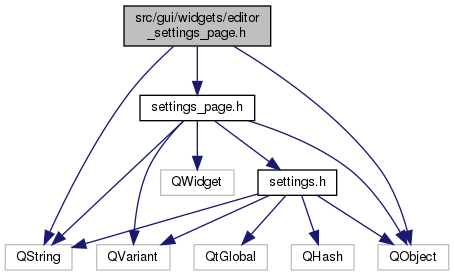 src/gui/widgets/editor
_settings_page.h
settings_page.h
QWidget
settings.h
QString
QVariant
QtGlobal
QHash
QObject